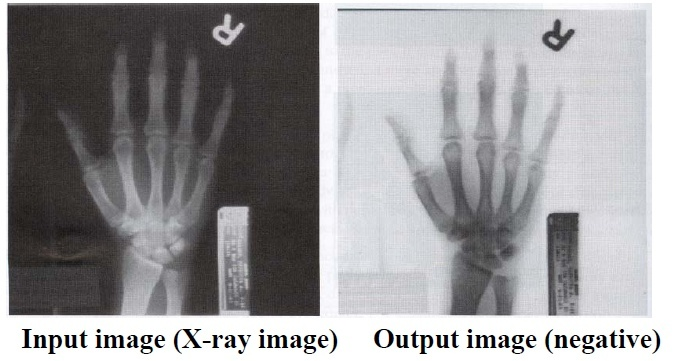 R
R
Input image (X-ray image)
Output image (negative)